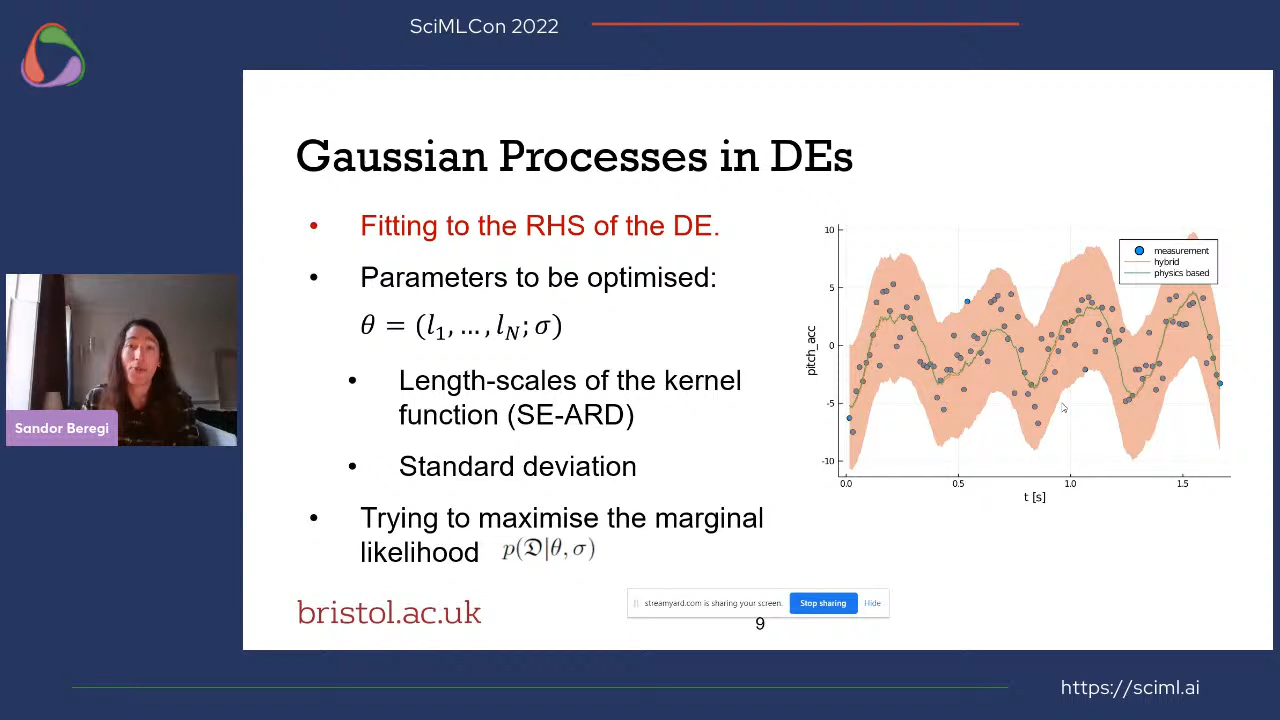 SciMLCon 2022
Gaussian Processes in DEs
• Fitting to the RHS of the DE.
• Parameters to be optimised:
θ = (l₁, … , l_N; σ)
• Length-scales of the kernel
function (SE-ARD)
• Standard deviation
• Trying to maximise the marginal
likelihood p(𝔇|θ, σ)
measurement
hybrid
physics based
10
5
0
-5
-10
pitch_acc
0.0 0.5 1.0 1.5
t [s]
Sandor Beregi
bristol.ac.uk
streamyard.com is sharing your screen. Stop sharing Hide
9
https://sciml.ai